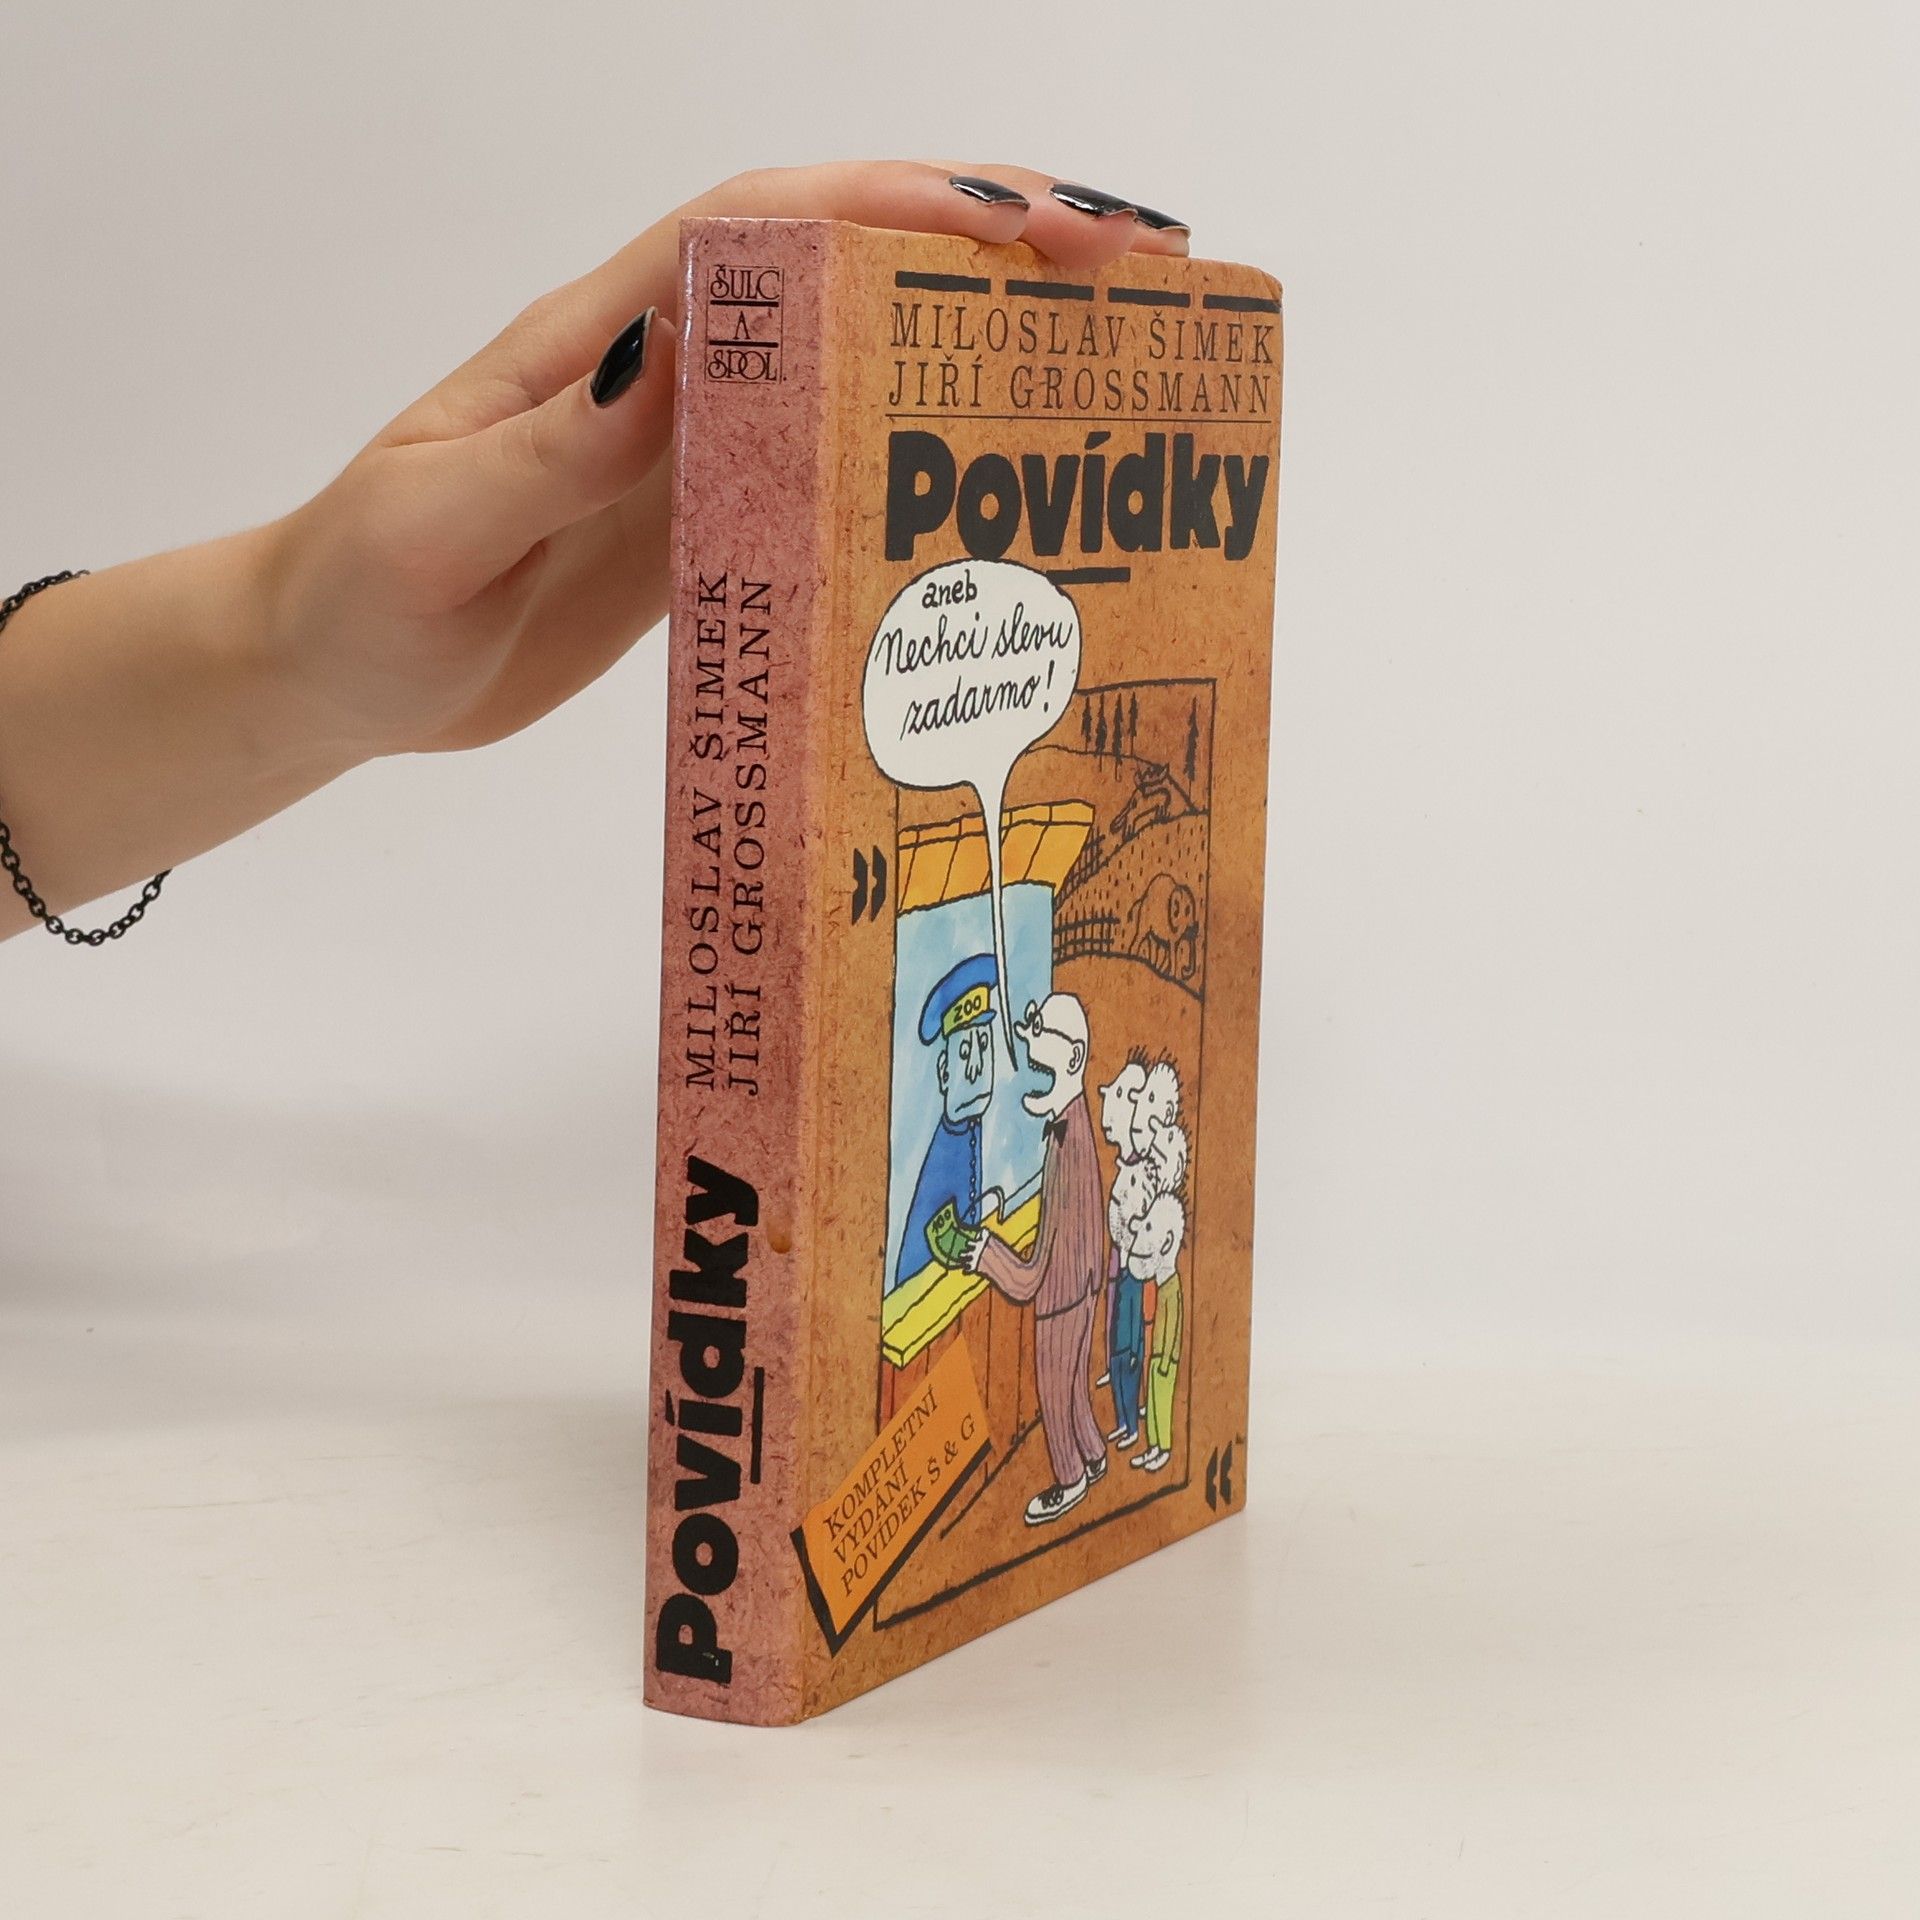 ŠULC
A
SPOL.
MILOSLAV ŠIMEK
JIŘÍ GROSSMANN
Povídky
MILOSLAV ŠIMEK
JIŘÍ GROSSMANN
Povídky
aneb
Nechci slevu
zadarmo!
ZOO
100
KOMPLETNÍ
VYDÁNÍ
POVÍDEK Š & G